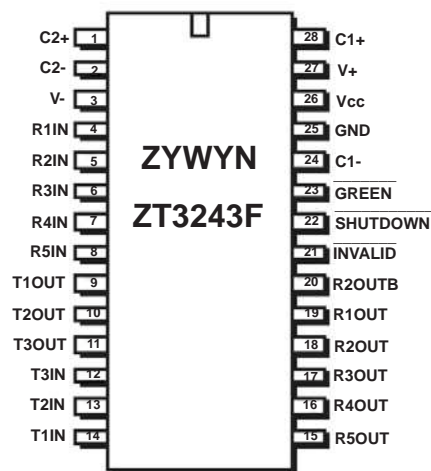 C2+ 1 28 C1+
C2- 2 27 V+
V- 3 26 Vcc
R1IN 4 25 GND
R2IN 5 24 C1-
R3IN 6 23 GREEN
R4IN 7 22 SHUTDOWN
R5IN 8 21 INVALID
T1OUT 9 20 R2OUTB
T2OUT 10 19 R1OUT
T3OUT 11 18 R2OUT
T3IN 12 17 R3OUT
T2IN 13 16 R4OUT
T1IN 14 15 R5OUT
ZYWYN
ZT3243F